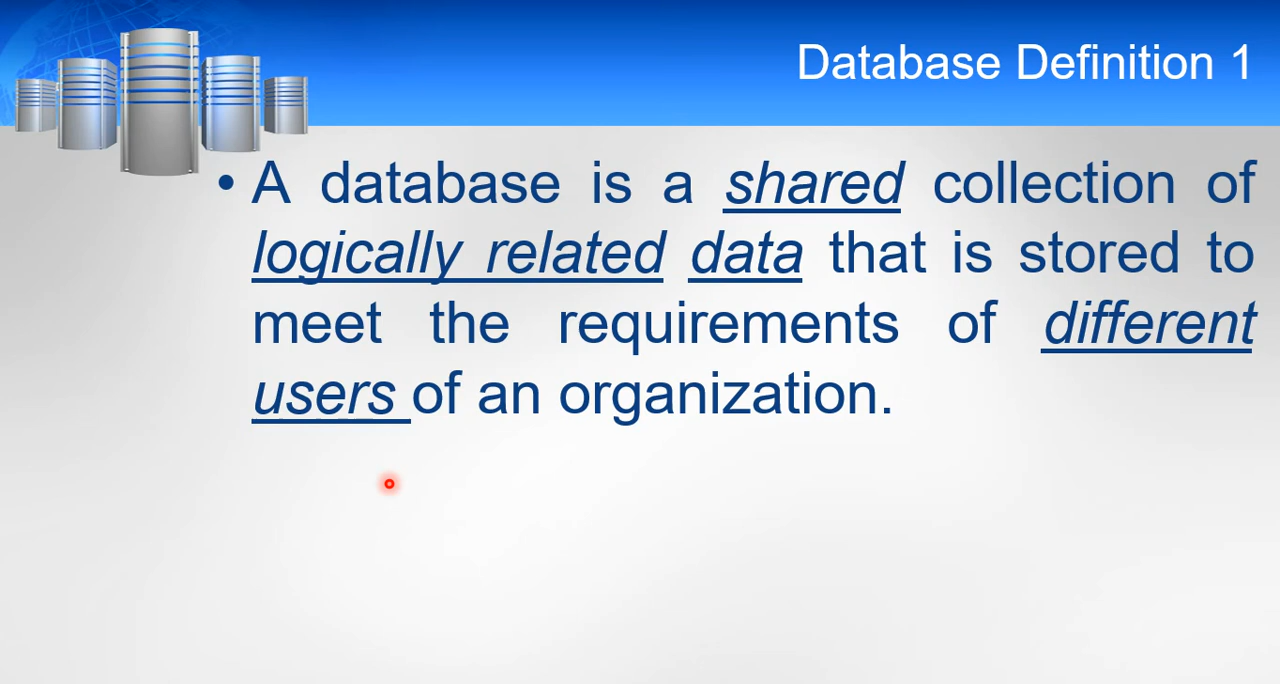 Database Definition 1
• A database is a shared collection of
logically related data that is stored to
meet the requirements of different
users of an organization.